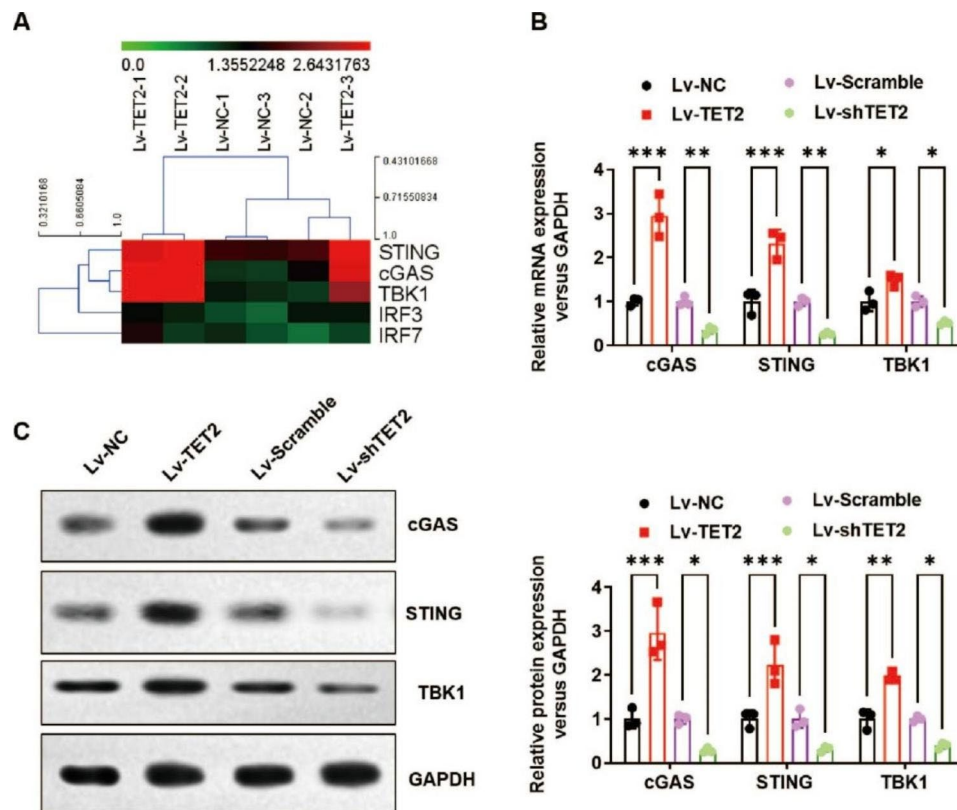 A
0.0 1.3552248 2.6431763
Lv-TET2-1
Lv-TET2-2
Lv-NC-1
Lv-NC-3
Lv-NC-2
Lv-TET2-3
0.43101668
0.71550834
1.0
0.3210168
0.6605084
1.0
STING
cGAS
TBK1
IRF3
IRF7
B
Lv-NC Lv-Scramble
Lv-TET2 Lv-shTET2
*** ** *** ** * *
Relative mRNA expression
versus GAPDH
4
3
2
1
0
cGAS STING TBK1
C
Lv-NC Lv-TET2 Lv-Scramble Lv-shTET2
cGAS
STING
TBK1
GAPDH
Lv-NC Lv-Scramble
Lv-TET2 Lv-shTET2
*** * *** * ** *
Relative protein expression
versus GAPDH
4
3
2
1
0
cGAS STING TBK1